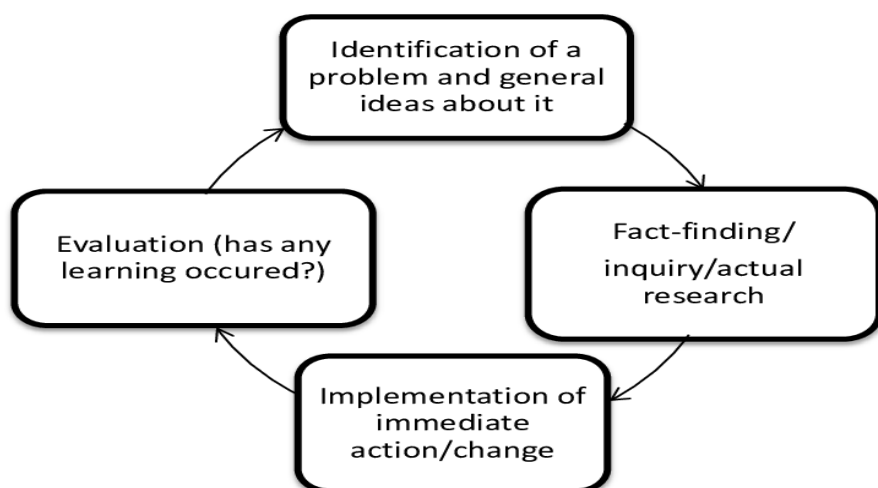 Identification of a
problem and general
ideas about it
Fact-finding/
inquiry/actual
research
Implementation of
immediate
action/change
Evaluation (has any
learning occured?)